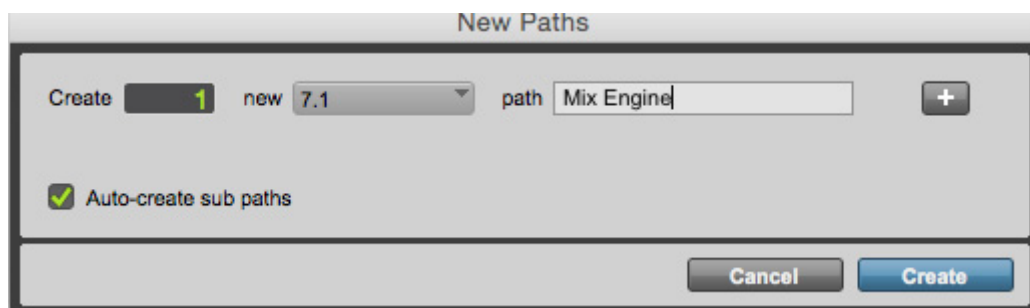 New Paths
Create 1 new 7.1 path Mix Engine +
Auto-create sub paths
Cancel Create